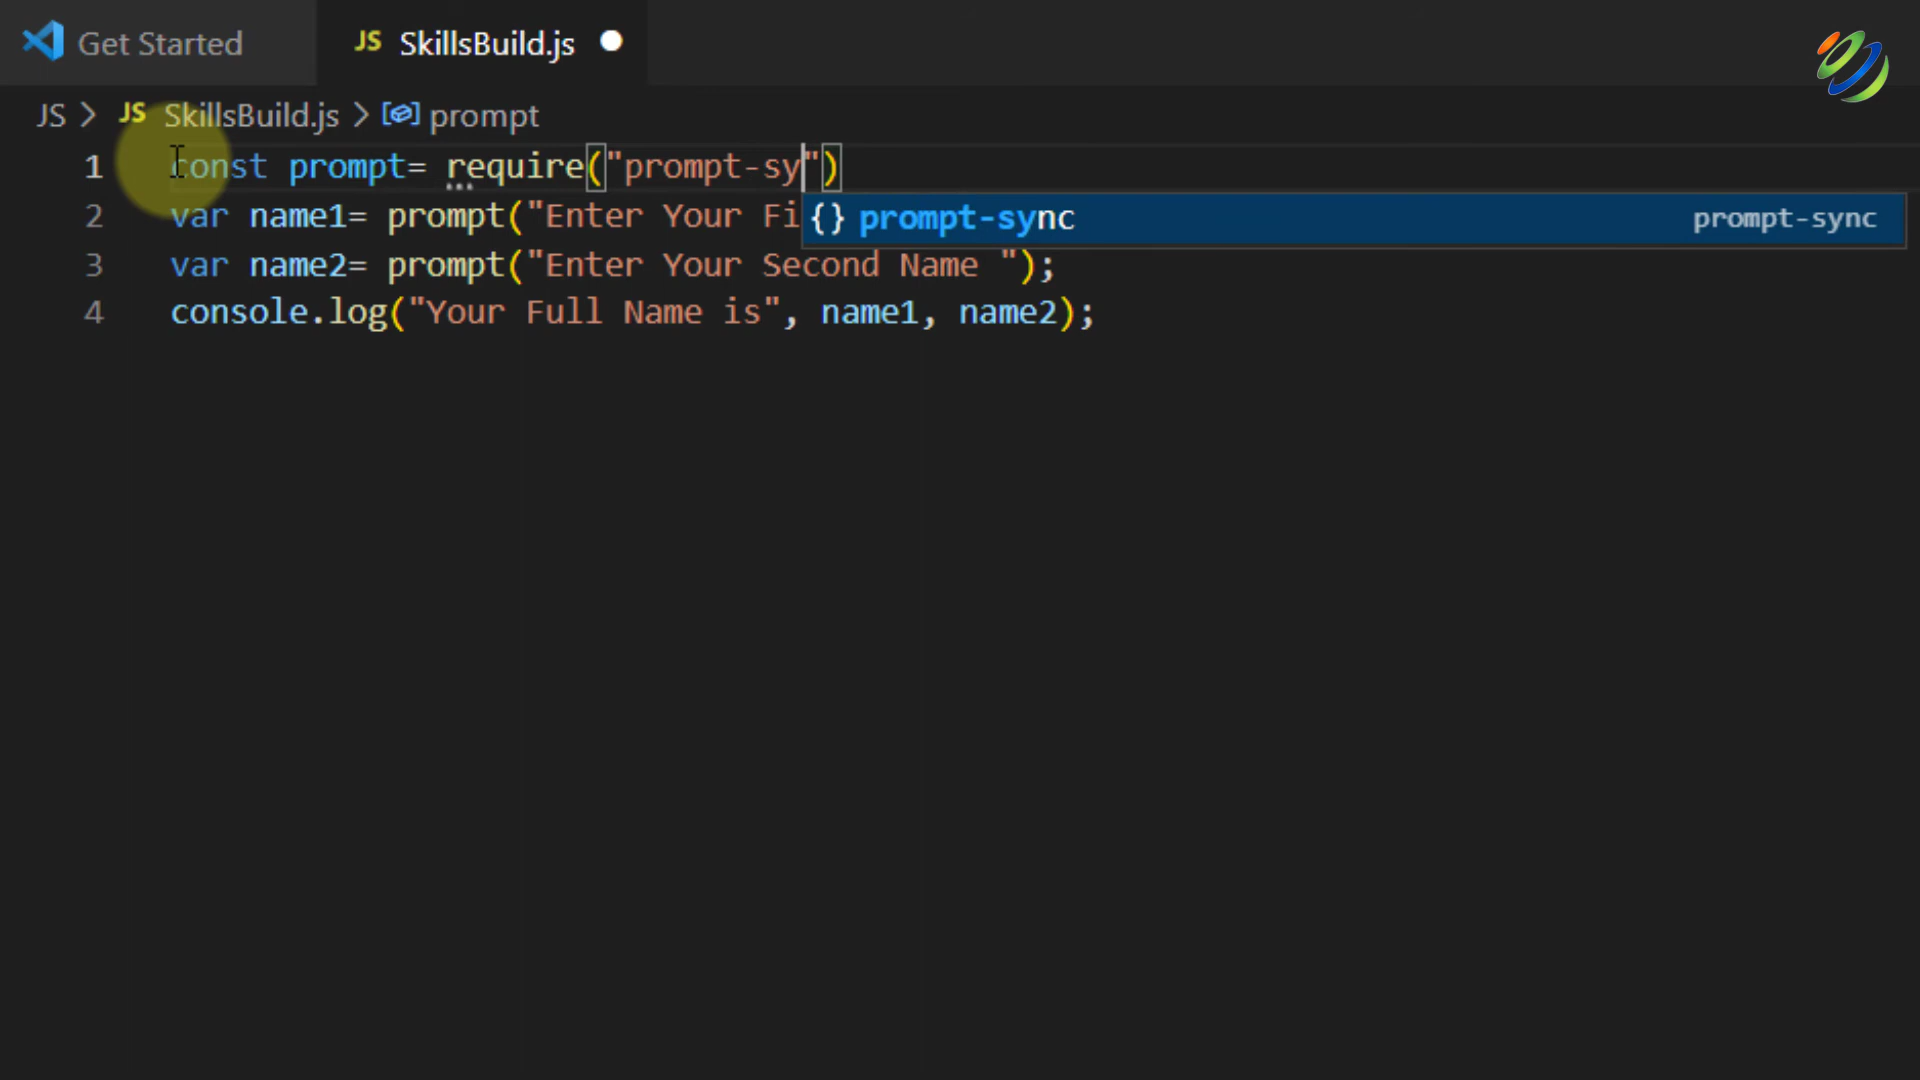 Get Started JS SkillsBuild.js
JS > JS SkillsBuild.js > prompt
1 const prompt= require("prompt-sy")
2 var name1= prompt("Enter Your Fi
{} prompt-sync prompt-sync
3 var name2= prompt("Enter Your Second Name ");
4 console.log("Your Full Name is", name1, name2);